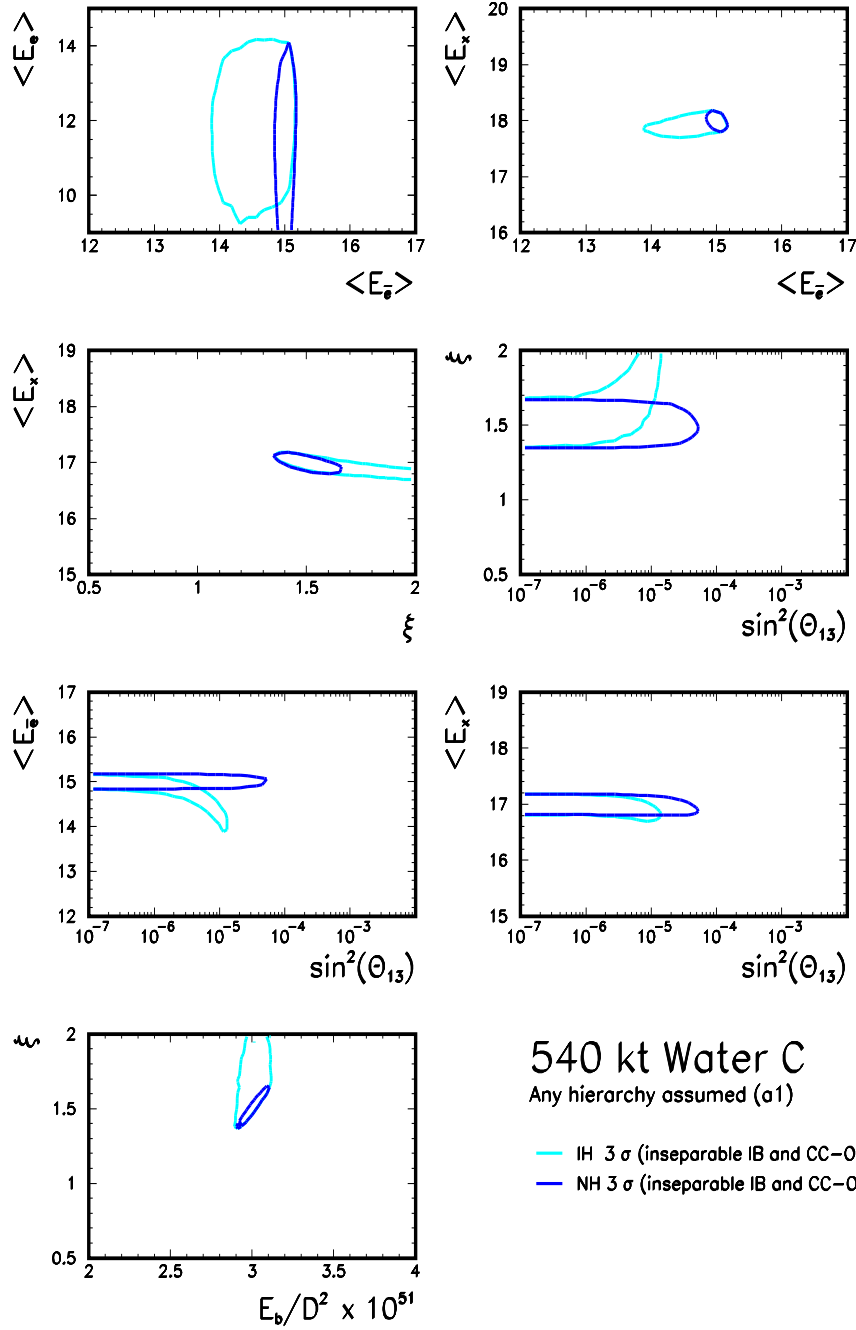 <E_e>
14
12
10
12 13 14 15 16 17
<E_e̅>
<E_x>
20
19
18
17
16
12 13 14 15 16 17
<E_e̅>
<E_x>
19
18
17
16
15
0.5 1 1.5 2
ξ
ξ
2
1.5
1
0.5
10⁻⁷ 10⁻⁶ 10⁻⁵ 10⁻⁴ 10⁻³
sin²(Θ₁₃)
<E_e̅>
17
16
15
14
13
12
10⁻⁷ 10⁻⁶ 10⁻⁵ 10⁻⁴ 10⁻³
sin²(Θ₁₃)
<E_x>
19
18
17
16
15
10⁻⁷ 10⁻⁶ 10⁻⁵ 10⁻⁴ 10⁻³
sin²(Θ₁₃)
ξ
2
1.5
1
0.5
2 2.5 3 3.5 4
E_b/D² x 10⁵¹
540 kt Water C
Any hierarchy assumed (a1)
IH 3 σ (inseparable IB and CC-O
NH 3 σ (inseparable IB and CC-O